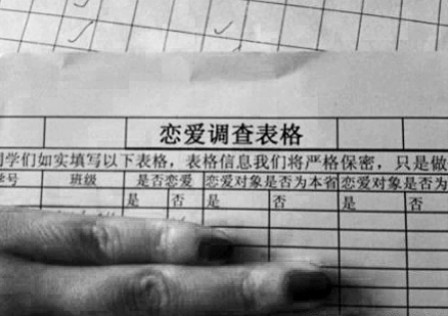 恋爱调查表格
同学们如实填写以下表格，表格信息我们将严格保密，只是做
学号 班级 是否恋爱 恋爱对象是否为本省 恋爱对象是否为
是 否 是 否 是 否